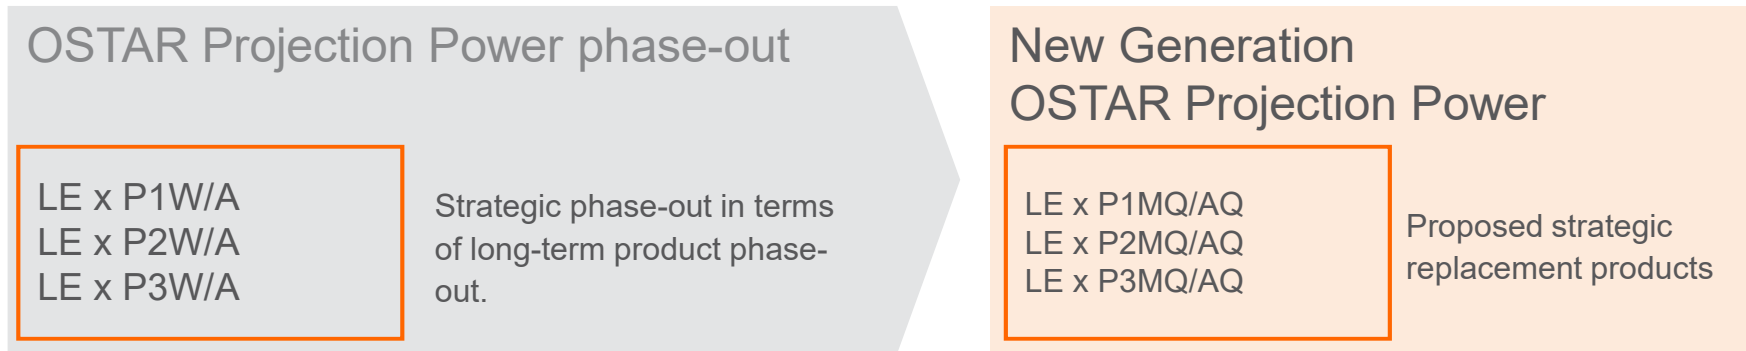 OSTAR Projection Power phase-out
LE x P1W/A
LE x P2W/A
LE x P3W/A
Strategic phase-out in terms
of long-term product phase-
out.
New Generation
OSTAR Projection Power
LE x P1MQ/AQ
LE x P2MQ/AQ
LE x P3MQ/AQ
Proposed strategic
replacement products